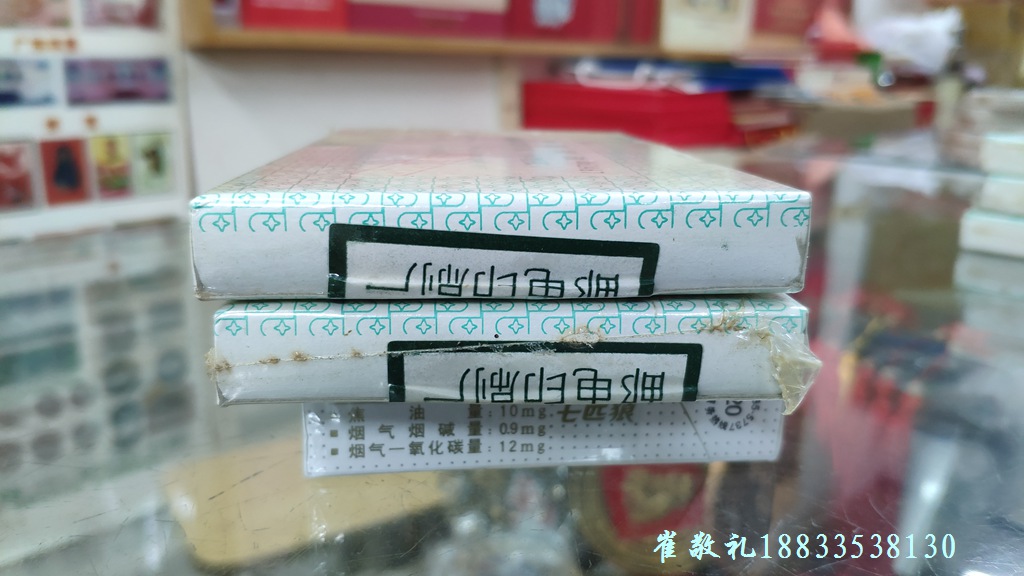 邮电印刷厂
邮电印刷厂
焦油量:10mg
■烟气烟碱量:0.9mg
■烟气一氧化碳量:12mg
七匹狼
崔敬礼18833538130